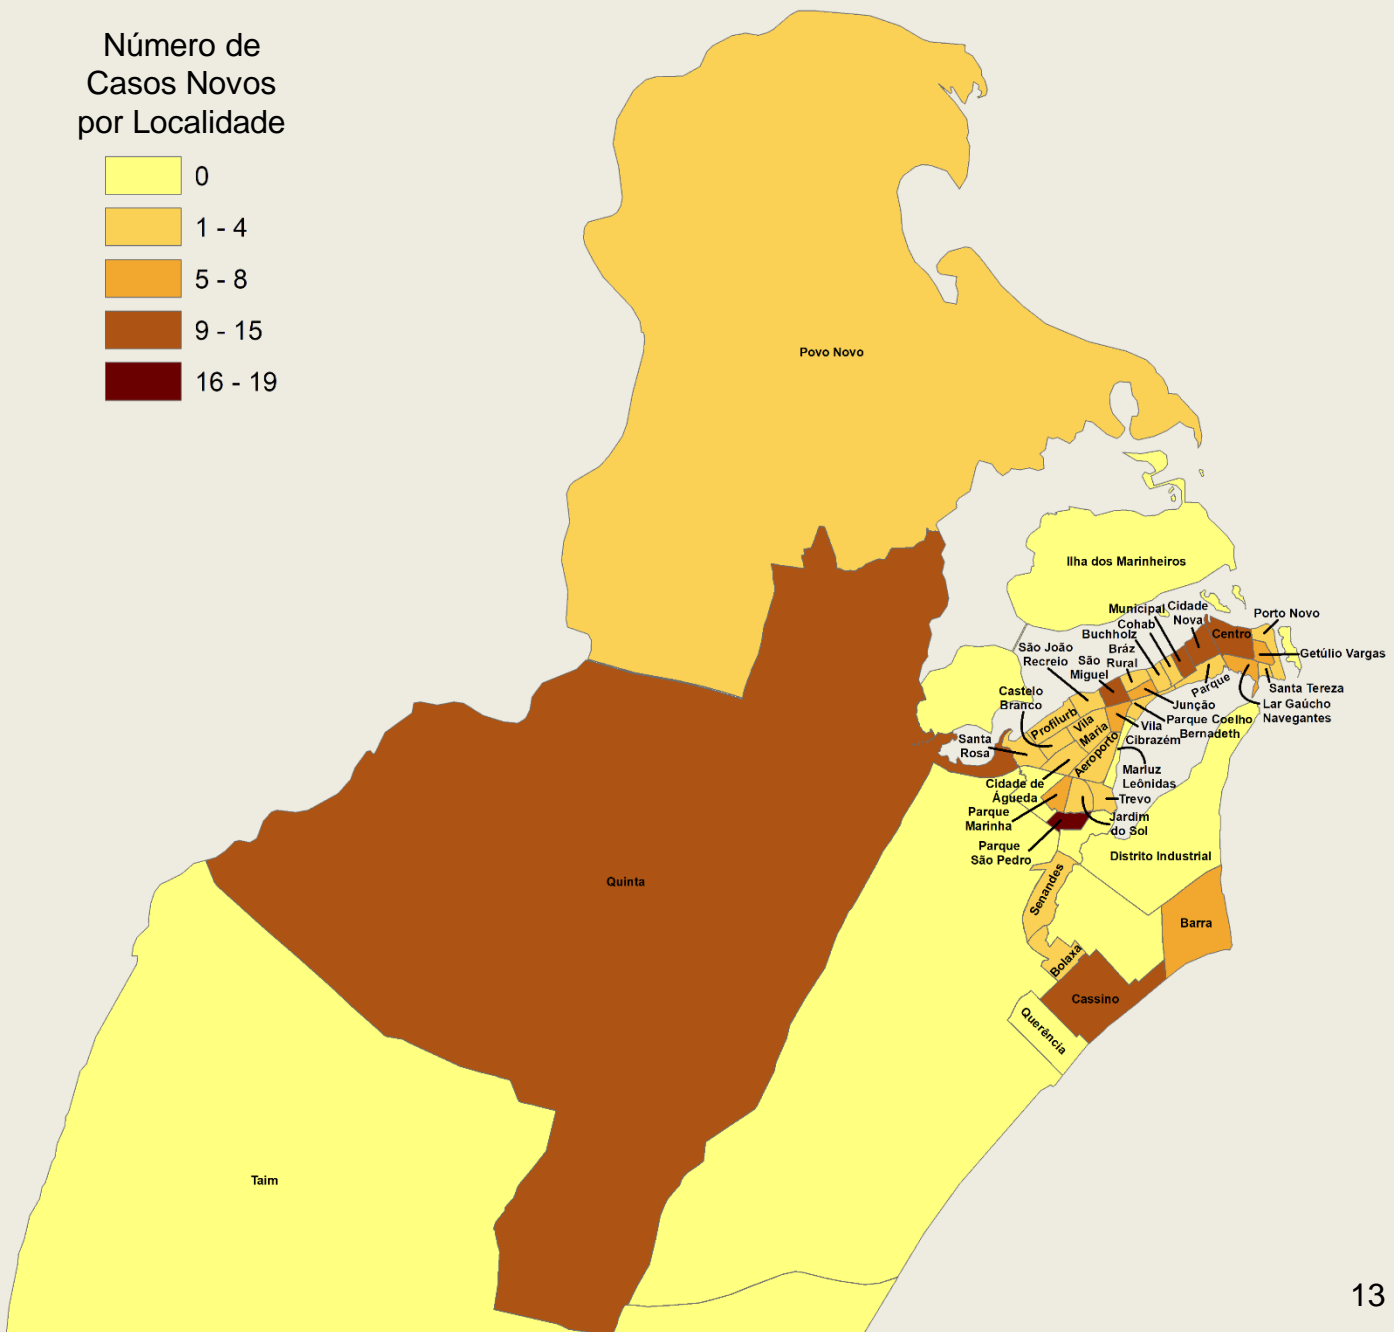 Número de
Casos Novos
por Localidade
0
1 - 4
5 - 8
9 - 15
16 - 19
Povo Novo
Ilha dos Marinheiros
Municipal
Cidade
Nova
Cohab
Buchholz
Bráz
Rural
São João
Recreio
São
Miguel
Centro
Porto Novo
Getúlio Vargas
Santa Tereza
Lar Gaúcho
Navegantes
Parque
Junção
Parque Coelho
Bernadeth
Vila
Cibrazém
Castelo
Branco
Profilurb
Vila
Maria
Aeroporto
Santa
Rosa
Marluz
Leônidas
Cidade de
Águeda
Trevo
Parque
Marinha
Jardim
do Sol
Parque
São Pedro
Distrito Industrial
Quinta
Senandes
Barra
Bolaxa
Cassino
Querência
Taim
13